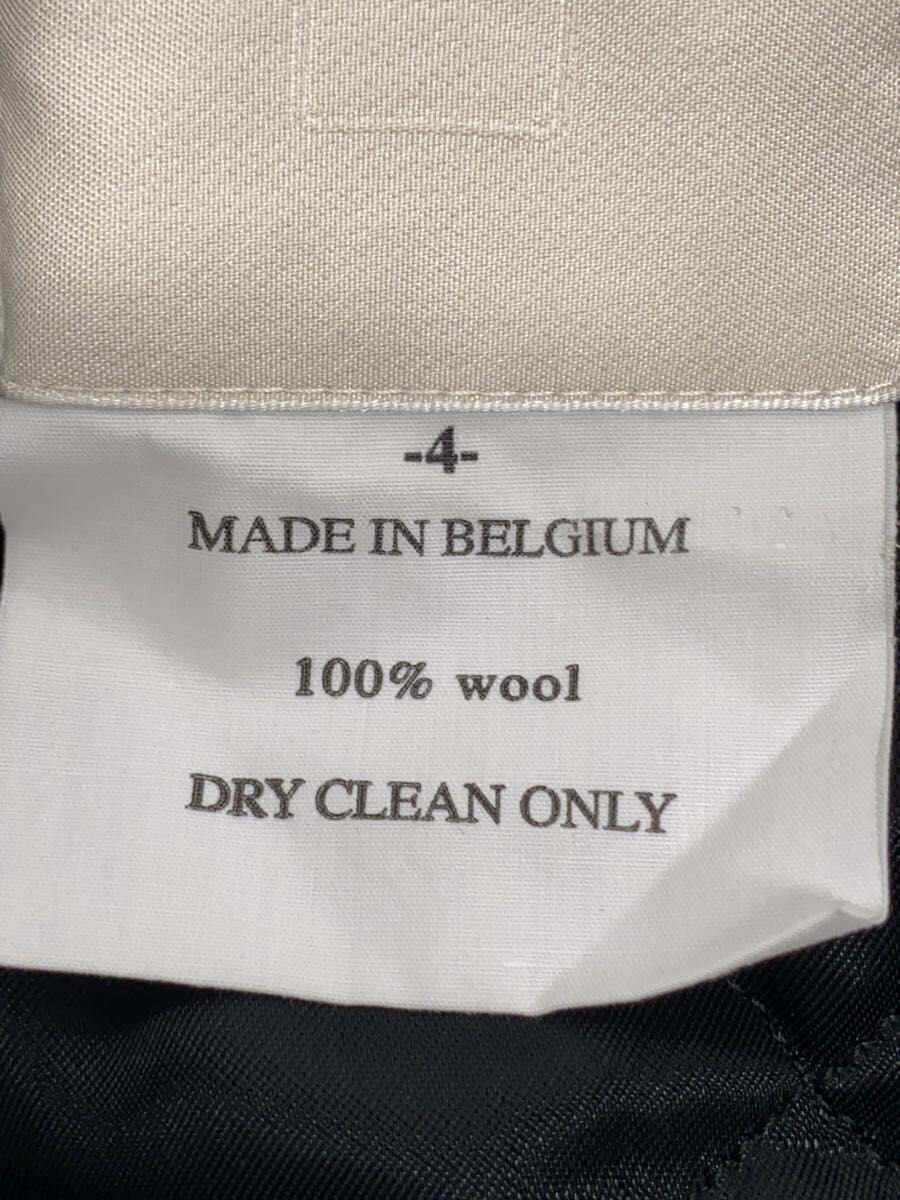 -4-
MADE IN BELGIUM
100% wool
DRY CLEAN ONLY